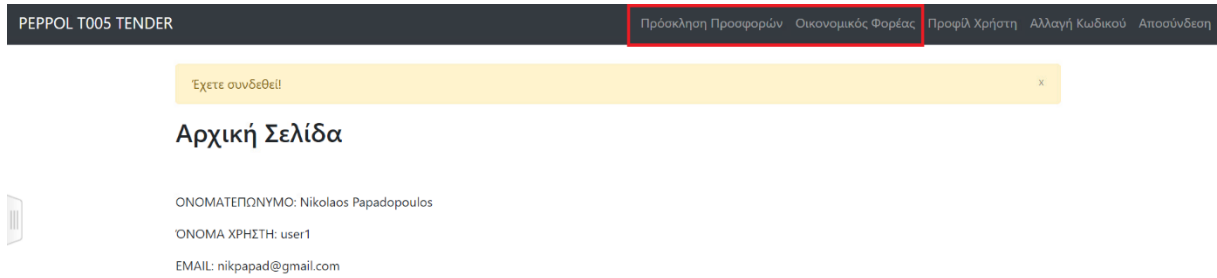 PEPPOL T005 TENDER Πρόσκληση Προσφορών Οικονομικός Φορέας Προφίλ Χρήστη Αλλαγή Κωδικού Αποσύνδεση
Έχετε συνδεθεί! x
Αρχική Σελίδα
ΟΝΟΜΑΤΕΠΩΝΥΜΟ: Nikolaos Papadopoulos
ΌΝΟΜΑ ΧΡΗΣΤΗ: user1
EMAIL: nikpapad@gmail.com